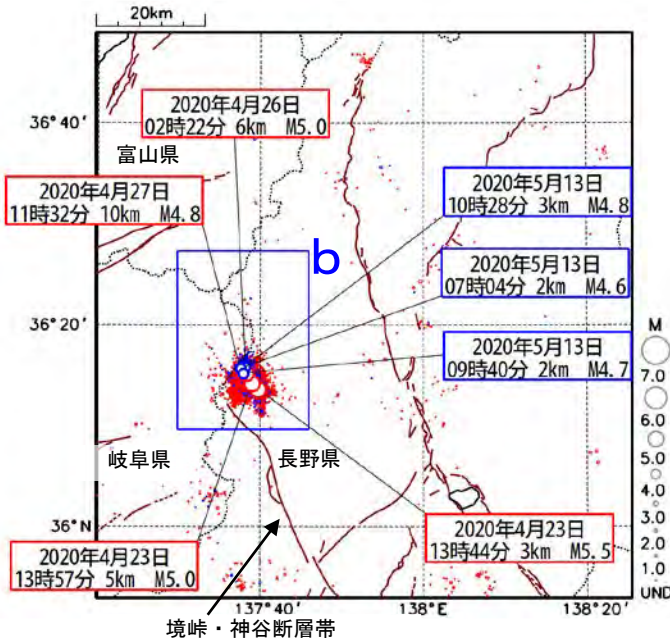 20km
36°40′
2020年4月26日
02時22分 6km M5.0
富山県
2020年4月27日
11時32分 10km M4.8
2020年5月13日
10時28分 3km M4.8
b
2020年5月13日
07時04分 2km M4.6
36°20′
2020年5月13日
09時40分 2km M4.7
M
7.0
6.0
5.0
4.0
3.0
2.0
1.0
UND
岐阜県
長野県
36°N
2020年4月23日
13時44分 3km M5.5
2020年4月23日
13時57分 5km M5.0
137°40′
138°E
138°20′
境峠・神谷断層帯